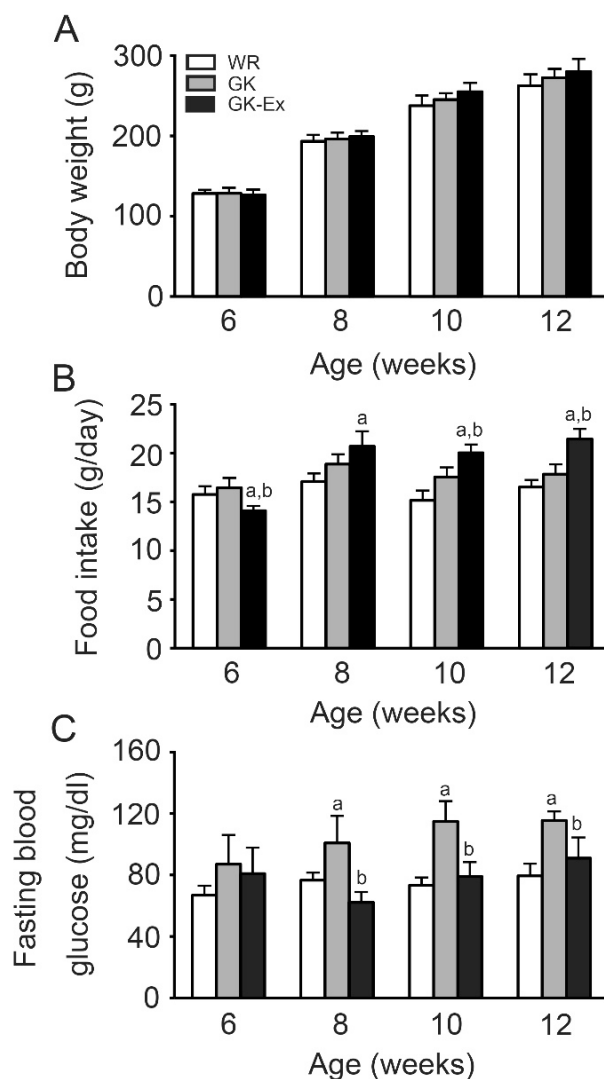 A
Body weight (g)
300
200
100
0
WR
GK
GK-Ex
6 8 10 12
Age (weeks)
B
Food intake (g/day)
25
20
15
10
5
0
a,b
a
a,b
a,b
6 8 10 12
Age (weeks)
C
Fasting blood
glucose (mg/dl)
160
120
80
40
0
a
b
a
b
a
b
6 8 10 12
Age (weeks)